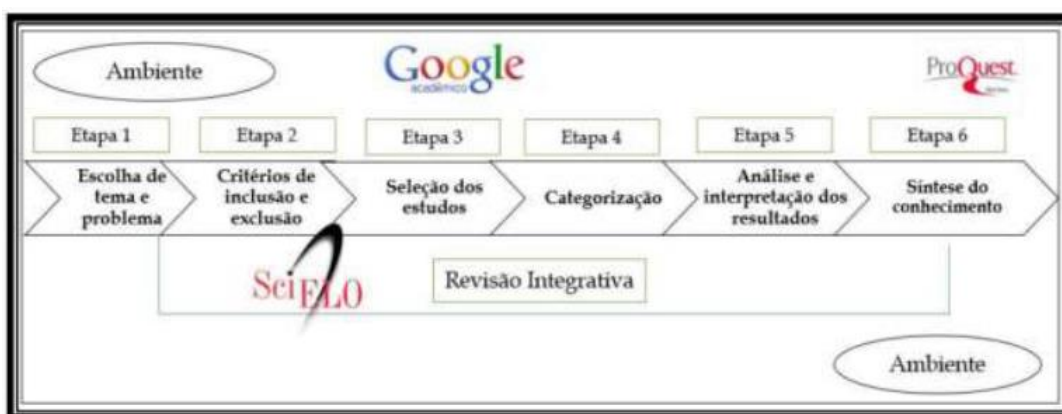 Ambiente
Google
acadêmico
ProQuest
Etapa 1
Etapa 2
Etapa 3
Etapa 4
Etapa 5
Etapa 6
Escolha de
tema e
problema
Critérios de
inclusão e
exclusão
Seleção dos
estudos
Categorização
Análise e
interpretação dos
resultados
Síntese do
conhecimento
SciELO
Revisão Integrativa
Ambiente